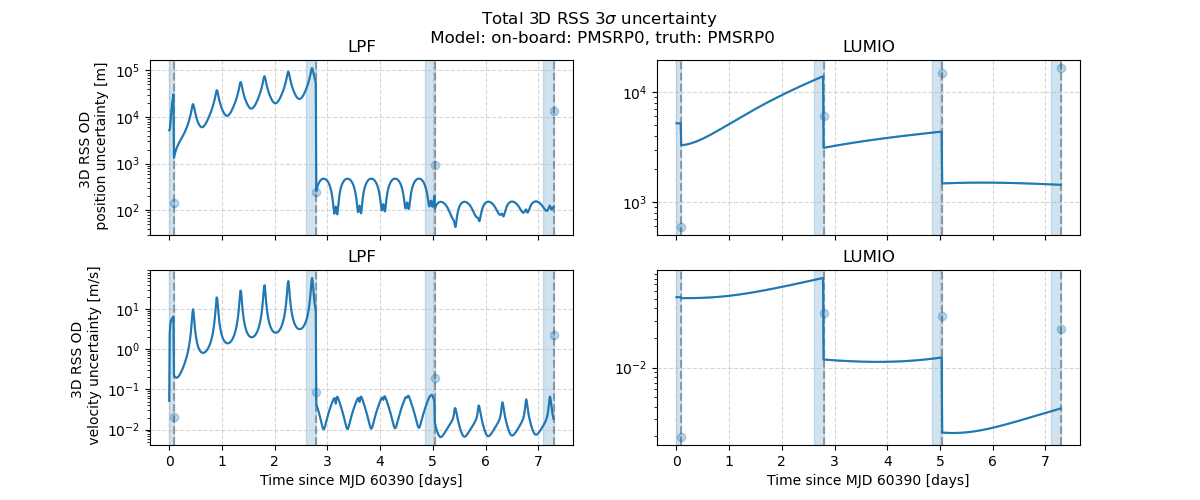 Total 3D RSS 3σ uncertainty
Model: on-board: PMSRP0, truth: PMSRP0
LPF
LUMIO
3D RSS OD
position uncertainty [m]
10^5
10^4
10^3
10^2
10^4
10^3
LPF
LUMIO
3D RSS OD
velocity uncertainty [m/s]
10^1
10^0
10^-1
10^-2
10^-2
0 1 2 3 4 5 6 7
0 1 2 3 4 5 6 7
Time since MJD 60390 [days]
Time since MJD 60390 [days]